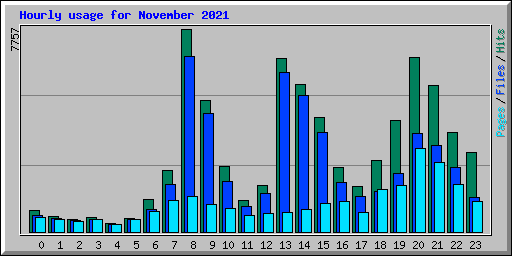 Hourly usage for November 2021
7757
Pages/Files/Hits
0 1 2 3 4 5 6 7 8 9 10 11 12 13 14 15 16 17 18 19 20 21 22 23